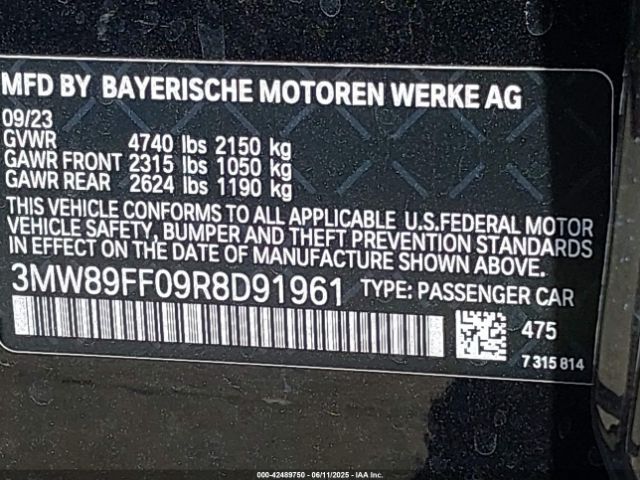 MFD BY BAYERISCHE MOTOREN WERKE AG
09/23
GVWR 4740 lbs 2150 kg
GAWR FRONT 2315 lbs 1050 kg
GAWR REAR 2624 lbs 1190 kg
THIS VEHICLE CONFORMS TO ALL APPLICABLE U.S.FEDERAL MOTOR
VEHICLE SAFETY, BUMPER AND THEFT PREVENTION STANDARDS
IN EFFECT ON THE DATE OF MANUFACTURE SHOWN ABOVE.
3MW89FF09R8D91961 TYPE: PASSENGER CAR
475
7315814
000-42489750 - 06/11/2025 - IAA Inc.